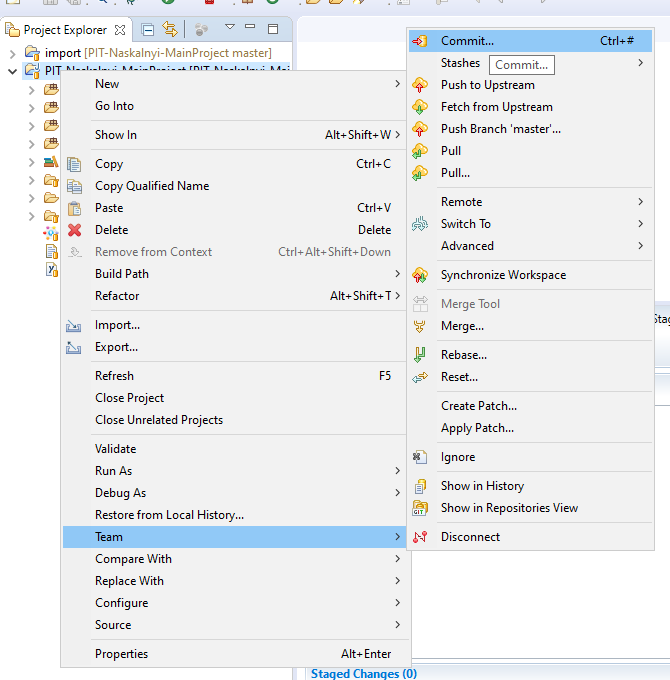 Project Explorer
import [PIT-Naskalnyi-MainProject master]
PIT-Naskalnyi-MainProject [PIT-Naskalnyi-Mai
New
Go Into
Show In Alt+Shift+W
Copy Ctrl+C
Copy Qualified Name
Paste Ctrl+V
Delete Delete
Remove from Context Ctrl+Alt+Shift+Down
Build Path
Refactor Alt+Shift+T
Import...
Export...
Refresh F5
Close Project
Close Unrelated Projects
Validate
Run As
Debug As
Restore from Local History...
Team
Compare With
Replace With
Configure
Source
Properties Alt+Enter
Commit... Ctrl+#
Stashes
Commit...
Push to Upstream
Fetch from Upstream
Push Branch 'master'...
Pull
Pull...
Remote
Switch To
Advanced
Synchronize Workspace
Merge Tool
Merge...
Rebase...
Reset...
Create Patch...
Apply Patch...
Ignore
Show in History
GIT
Show in Repositories View
Disconnect
Stag
Staged Changes (0)